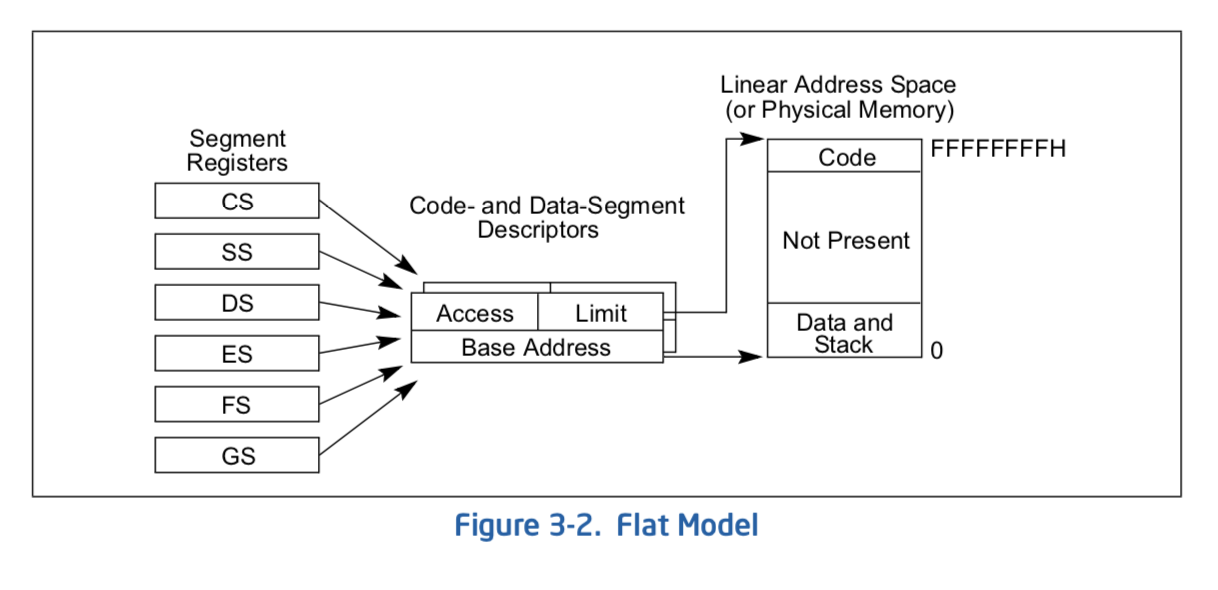 Linear Address Space
(or Physical Memory)
Segment
Registers
CS
SS
DS
ES
FS
GS
Code- and Data-Segment
Descriptors
Access
Limit
Base Address
Code
FFFFFFFFH
Not Present
Data and
Stack
0
Figure 3-2. Flat Model